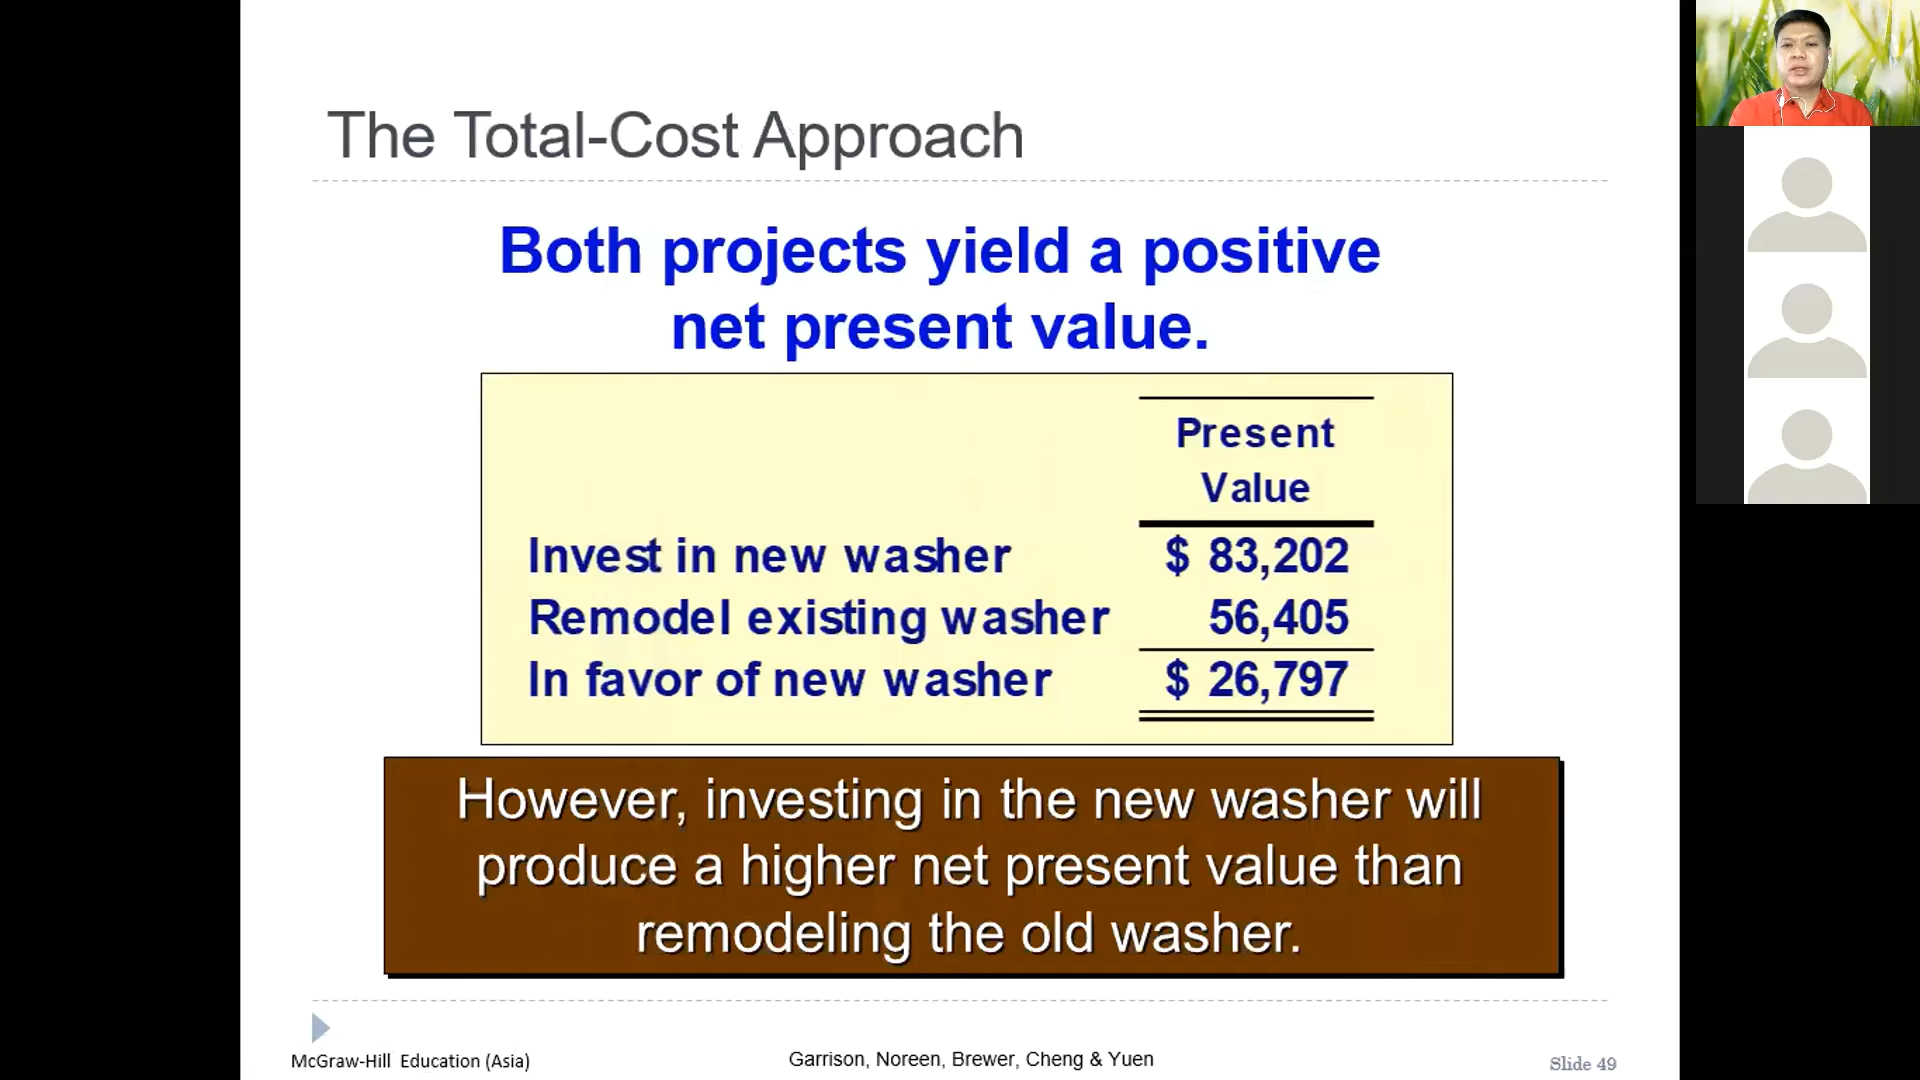 The Total-Cost Approach
Both projects yield a positive
net present value.
Present
Value
Invest in new washer $ 83,202
Remodel existing washer 56,405
In favor of new washer $ 26,797
However, investing in the new washer will
produce a higher net present value than
remodeling the old washer.
McGraw-Hill Education (Asia) Garrison, Noreen, Brewer, Cheng & Yuen Slide 49